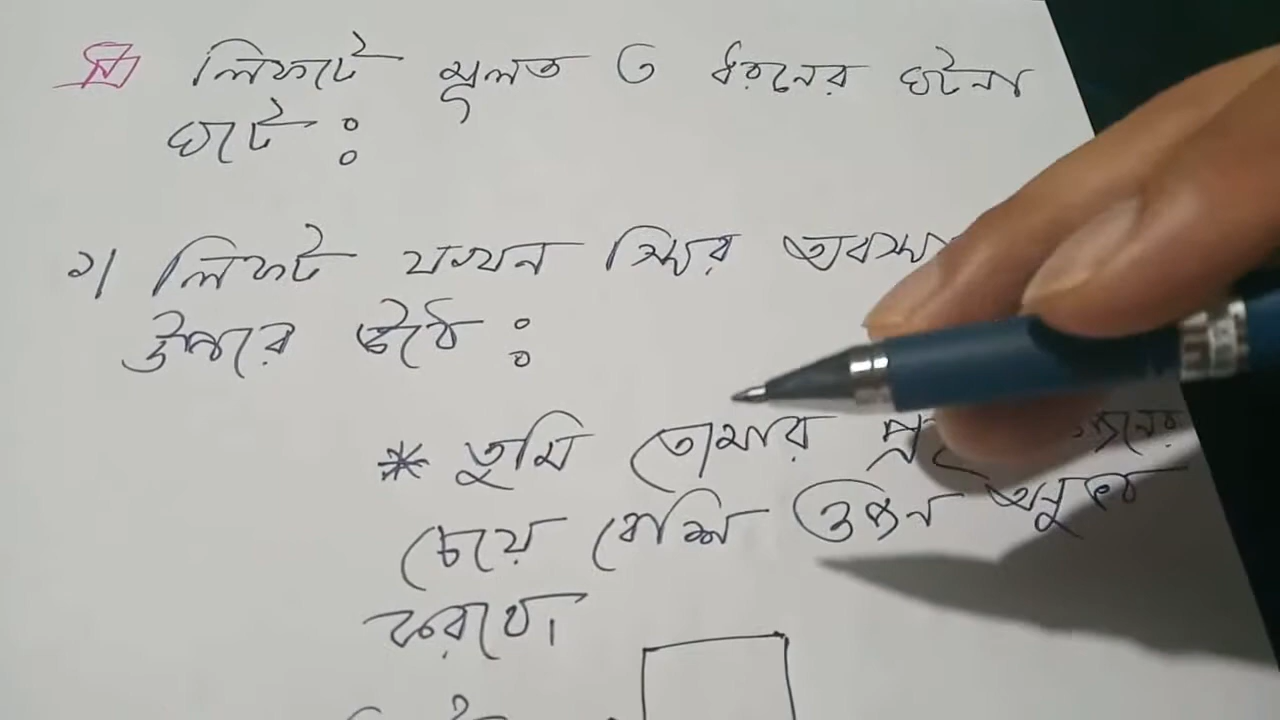 লিফটে মূলত ৩ ধরনের ঘটনা
ঘটে :
১। লিফট যখন স্থির
উপরে উঠে :
* তুমি তোমার
চেয়ে বেশি ওজন অনুভব
করবে।